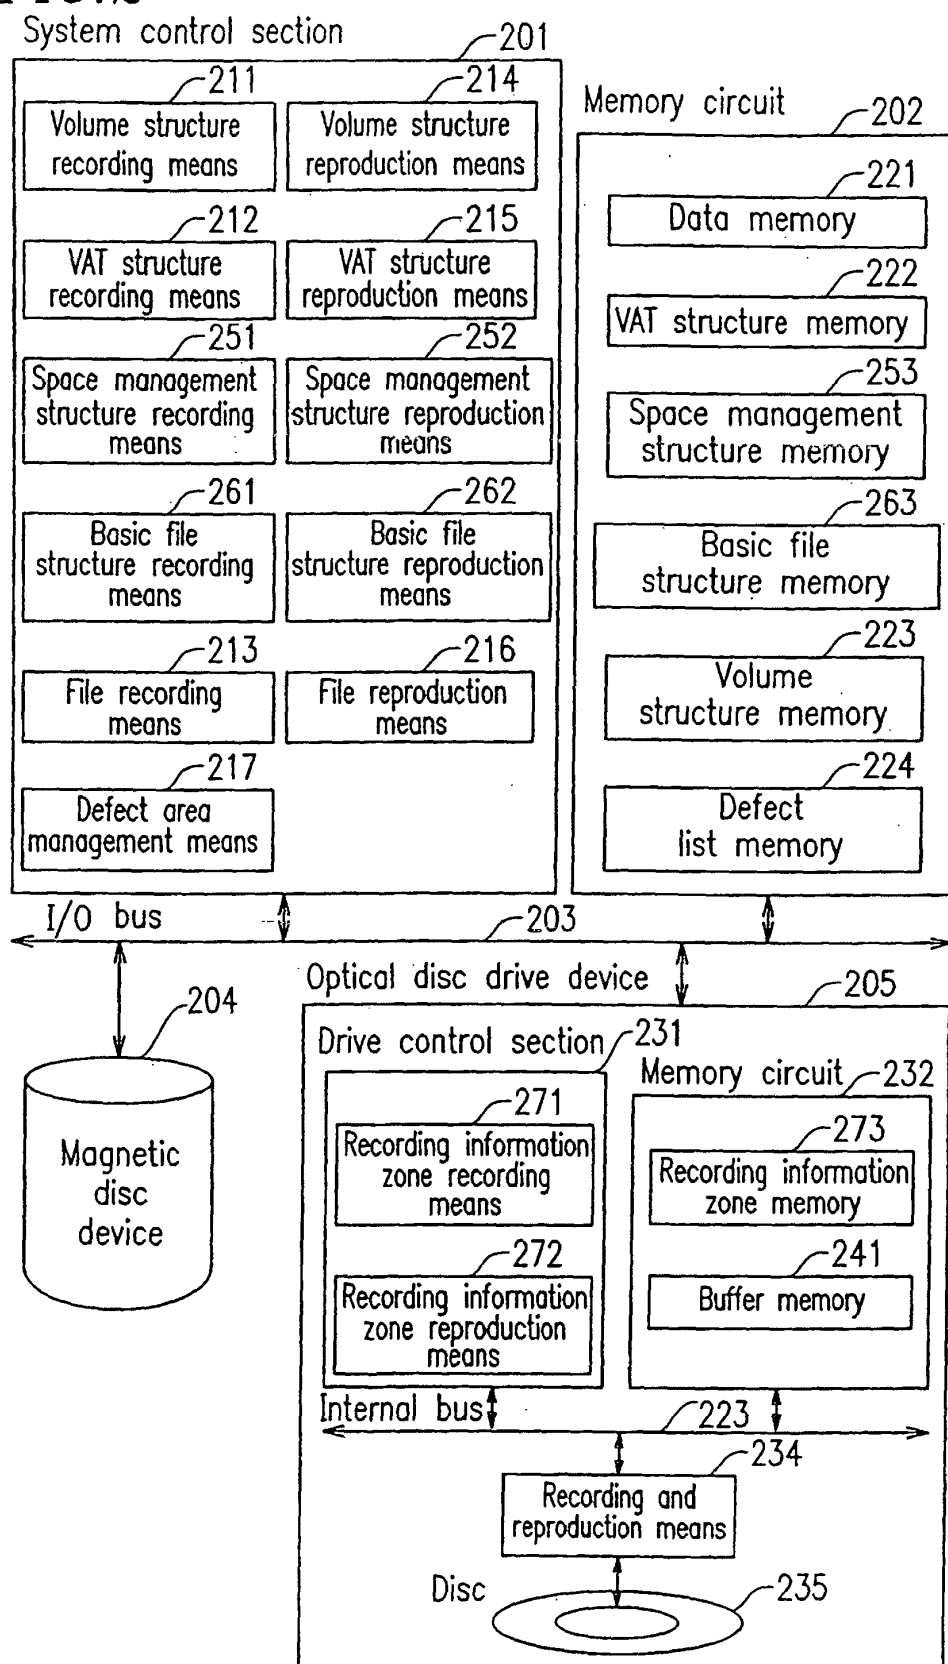 System control section
201
211
Volume structure
recording means
214
Volume structure
reproduction means
212
VAT structure
recording means
215
VAT structure
reproduction means
251
Space management
structure recording
means
252
Space management
structure reproduction
means
261
Basic file
structure recording
means
262
Basic file
structure reproduction
means
213
File recording
means
216
File reproduction
means
217
Defect area
management means
Memory circuit
202
221
Data memory
222
VAT structure memory
253
Space management
structure memory
263
Basic file
structure memory
223
Volume
structure memory
224
Defect
list memory
I/O bus
203
204
Magnetic
disc
device
Optical disc drive device
205
Drive control section
231
271
Recording information
zone recording
means
272
Recording information
zone reproduction
means
Memory circuit
232
273
Recording information
zone memory
241
Buffer memory
Internal bus
223
234
Recording and
reproduction means
Disc
235